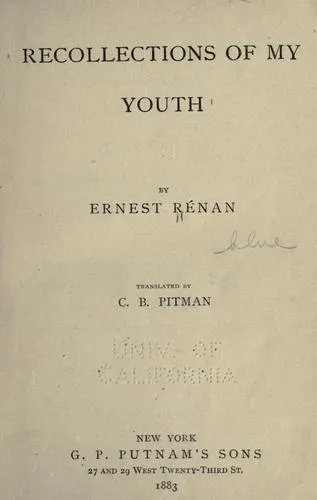 RECOLLECTIONS OF MY
YOUTH
BY
ERNEST RÉNAN
blue
TRANSLATED BY
C. B. PITMAN
UNIV. OF
CALIFORNIA
NEW YORK
G. P. PUTNAM'S SONS
27 AND 29 WEST TWENTY-THIRD ST.
1883